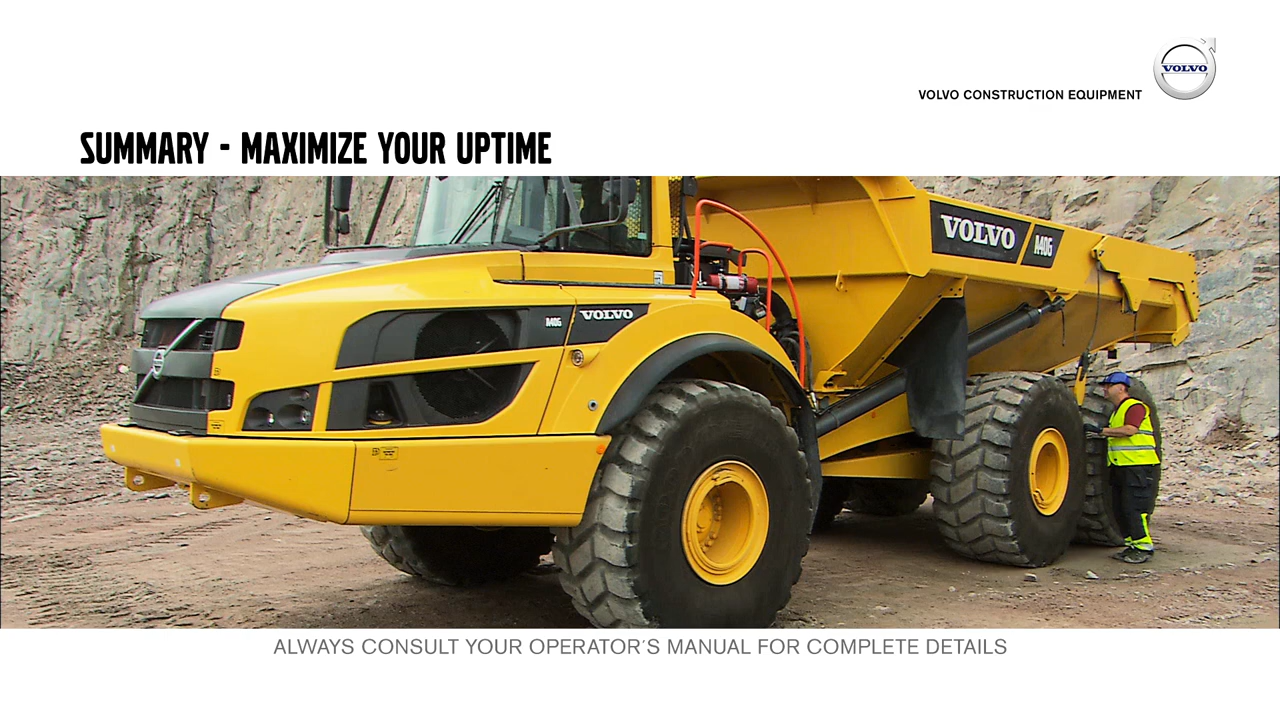 VOLVO
VOLVO CONSTRUCTION EQUIPMENT
SUMMARY - MAXIMIZE YOUR UPTIME
VOLVO A40G
A40G VOLVO
ALWAYS CONSULT YOUR OPERATOR´S MANUAL FOR COMPLETE DETAILS